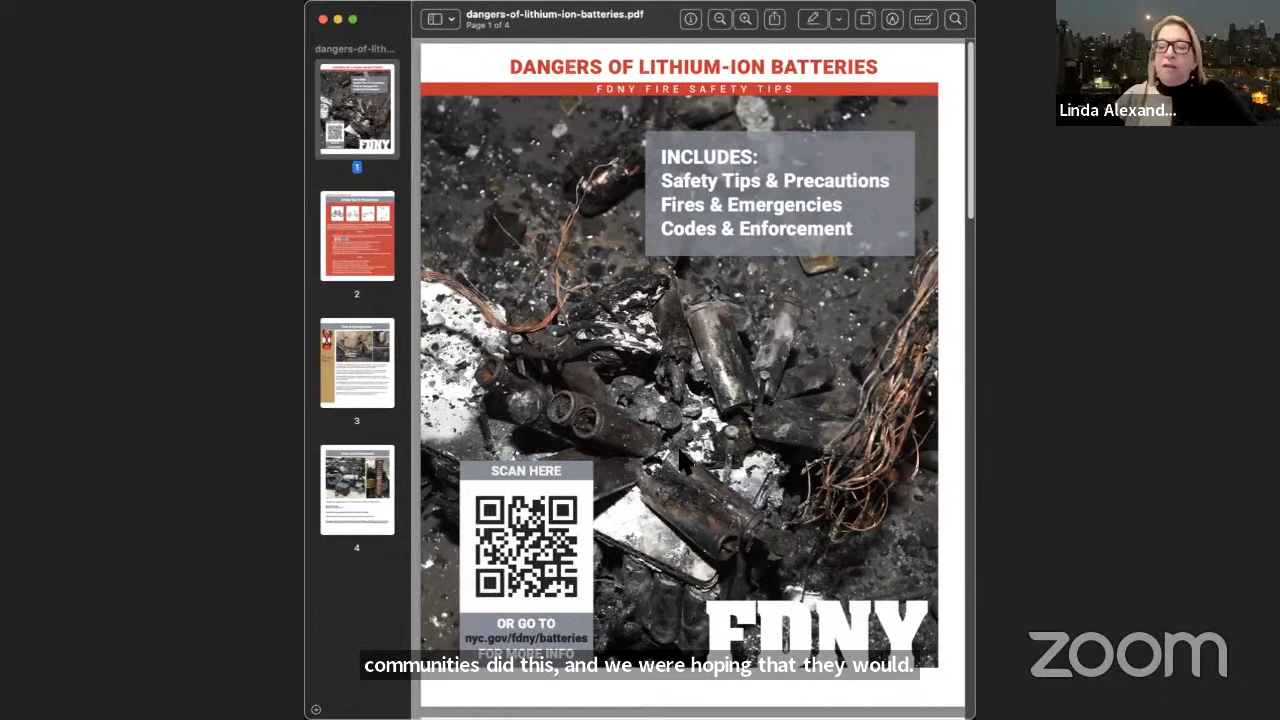 dangers-of-lithium-ion-batteries.pdf
Page 1 of 4
dangers-of-lith...
1
2
3
4
DANGERS OF LITHIUM-ION BATTERIES
FDNY FIRE SAFETY TIPS
INCLUDES:
Safety Tips & Precautions
Fires & Emergencies
Codes & Enforcement
SCAN HERE
OR GO TO
nyc.gov/fdny/batteries
FOR MORE INFO
FDNY
communities did this, and we were hoping that they would.
Linda Alexand...
zoom